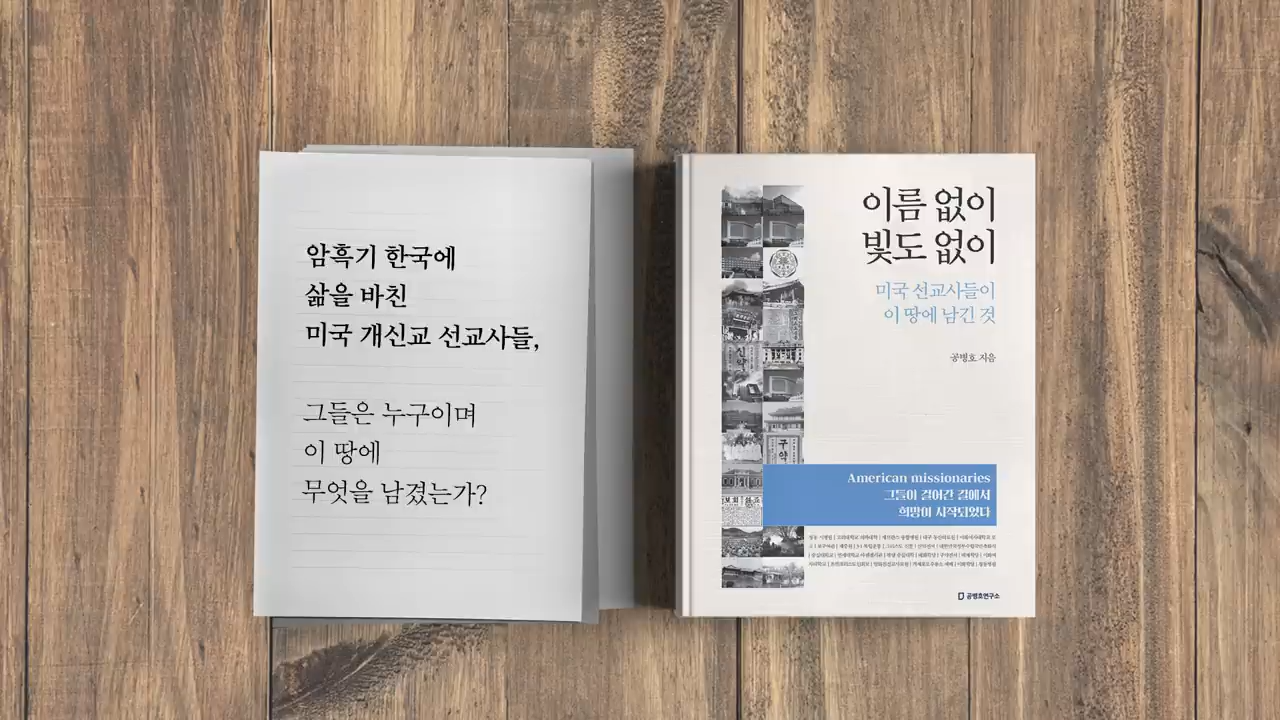 암흑기 한국에
삶을 바친
미국 개신교 선교사들,
그들은 누구이며
이 땅에
무엇을 남겼는가?
이름 없이
빛도 없이
미국 선교사들이
이 땅에 남긴 것
공병호 지음
신약
구약
American missionaries
그들이 걸어간 길에서
희망이 시작되었다
공병호연구소